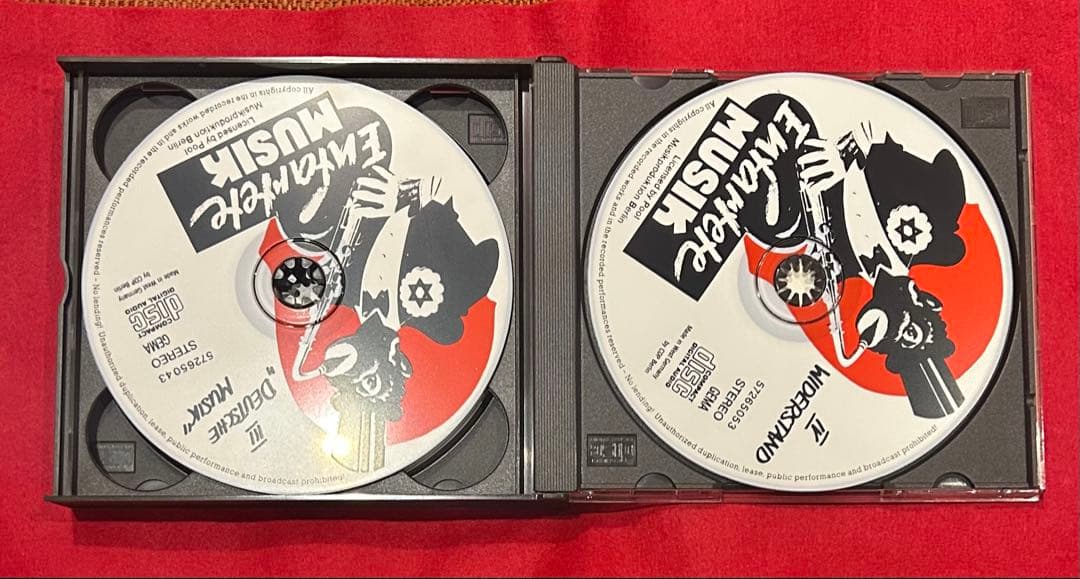 Entartete
MUSIK
Licensed by Pool
Musikproduktion Berlin
All copyrights in the recorded works and in the recorded performances reserved - No lending! Unauthorized duplication, lease, public performance and broadcast prohibited!
Made in West Germany
by CDP Berlin
COMPACT
disc
DIGITAL AUDIO
GEMA
STEREO
57265043
III
„DEUTSCHE
MUSIK"
Entartete
MUSIK
Licensed by Pool
Musikproduktion Berlin
All copyrights in the recorded works and in the recorded performances reserved - No lending! Unauthorized duplication, lease, public performance and broadcast prohibited!
Made in West Germany
by CDP Berlin
COMPACT
disc
DIGITAL AUDIO
GEMA
STEREO
57265053
IV
WIDERSTAND